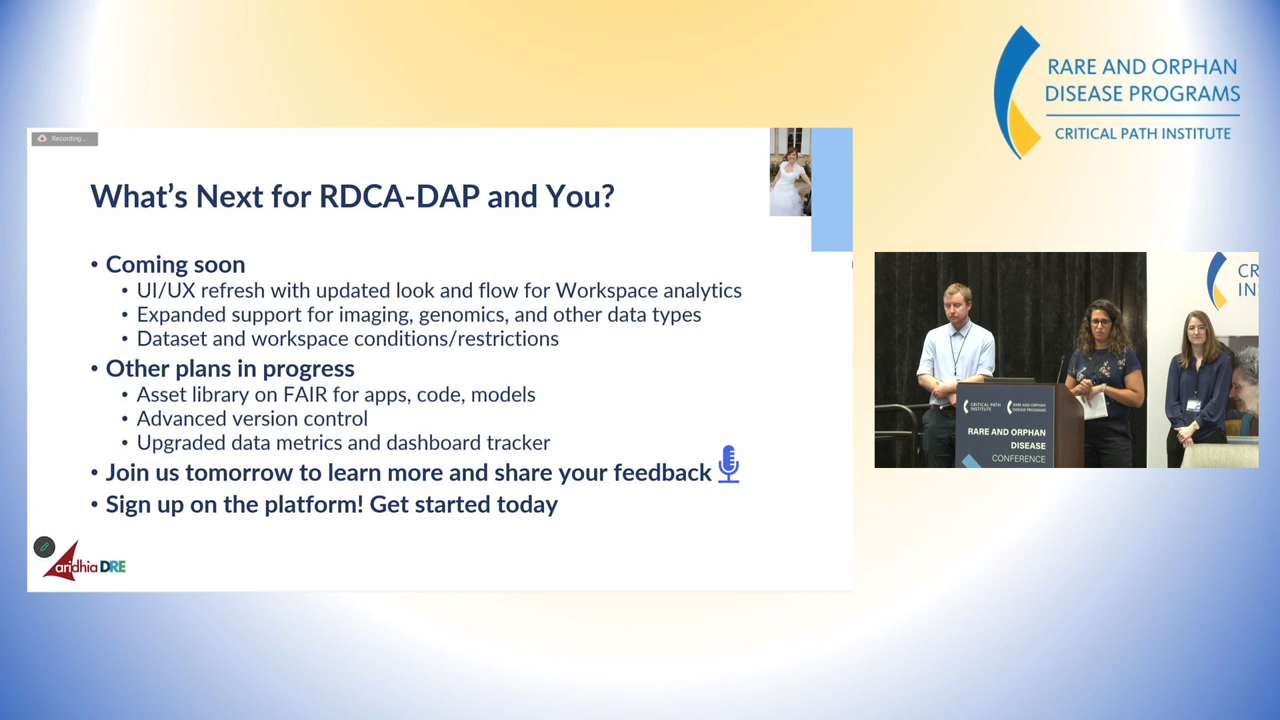 RARE AND ORPHAN
DISEASE PROGRAMS
CRITICAL PATH INSTITUTE
Recording...
What's Next for RDCA-DAP and You?
• Coming soon
• UI/UX refresh with updated look and flow for Workspace analytics
• Expanded support for imaging, genomics, and other data types
• Dataset and workspace conditions/restrictions
• Other plans in progress
• Asset library on FAIR for apps, code, models
• Advanced version control
• Upgraded data metrics and dashboard tracker
• Join us tomorrow to learn more and share your feedback
• Sign up on the platform! Get started today
aridhia DRE
CR
IN
CRITICAL PATH
INSTITUTE
RARE AND ORPHAN
DISEASE PROGRAMS
RARE AND ORPHAN
DISEASE
CONFERENCE